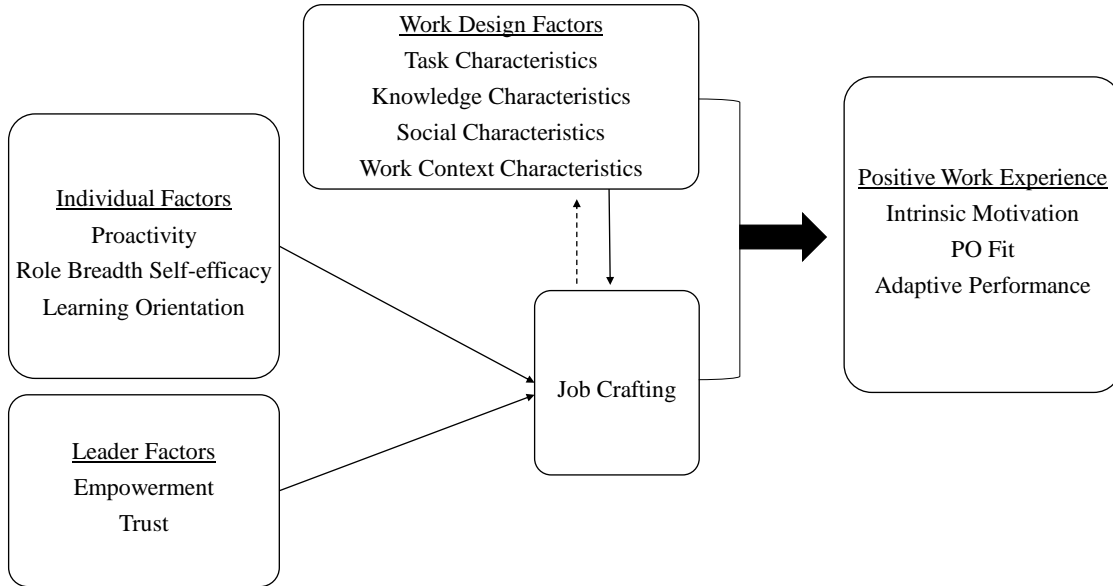 Work Design Factors
Task Characteristics
Knowledge Characteristics
Social Characteristics
Work Context Characteristics
Individual Factors
Proactivity
Role Breadth Self-efficacy
Learning Orientation
Leader Factors
Empowerment
Trust
Job Crafting
Positive Work Experience
Intrinsic Motivation
PO Fit
Adaptive Performance